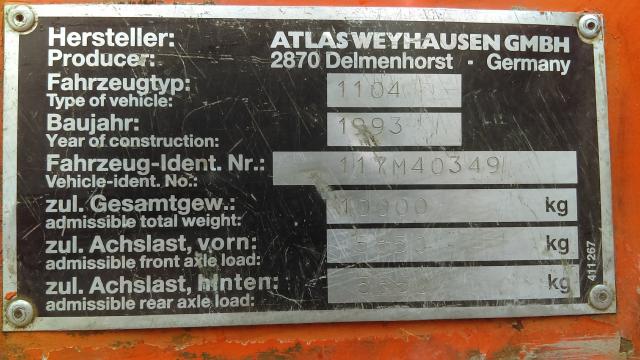 Hersteller: ATLAS WEYHAUSEN GMBH
Producer: 2870 Delmenhorst · Germany
Fahrzeugtyp: 1104
Type of vehicle:
Baujahr: 1993
Year of construction:
Fahrzeug-Ident. Nr.: 117M40349
Vehicle-ident. No.:
zul. Gesamtgew.: kg
admissible total weight:
zul. Achslast, vorn: kg
admissible front axle load:
zul. Achslast, hinten: kg
admissible rear axle load:
411 267